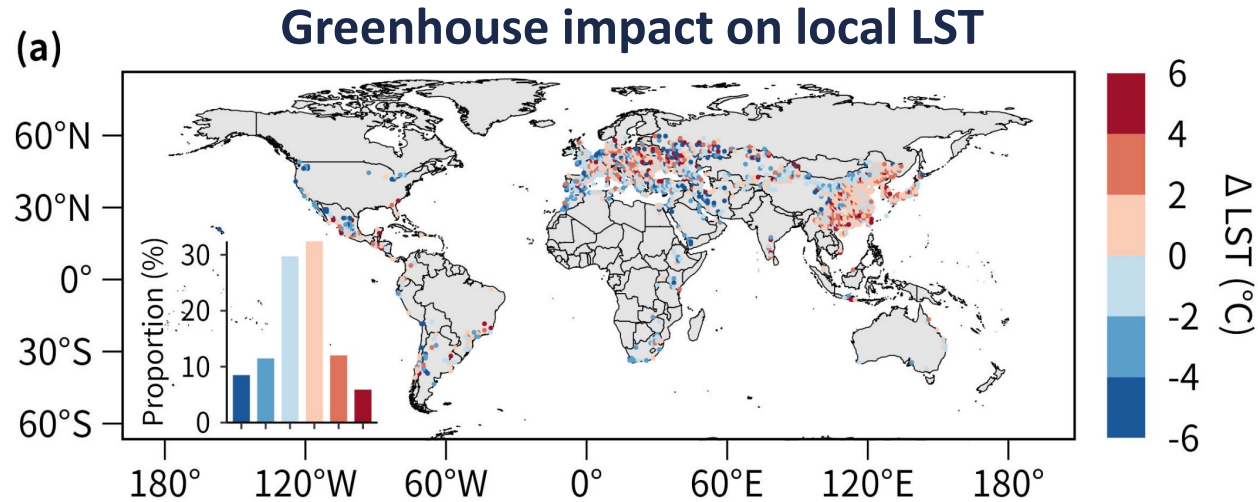 Greenhouse impact on local LST
(a)
60°N
30°N
0°
30°S
60°S
180°
120°W
60°W
0°
60°E
120°E
180°
Proportion (%)
30
20
10
0
6
4
2
0
-2
-4
-6
Δ LST (°C)